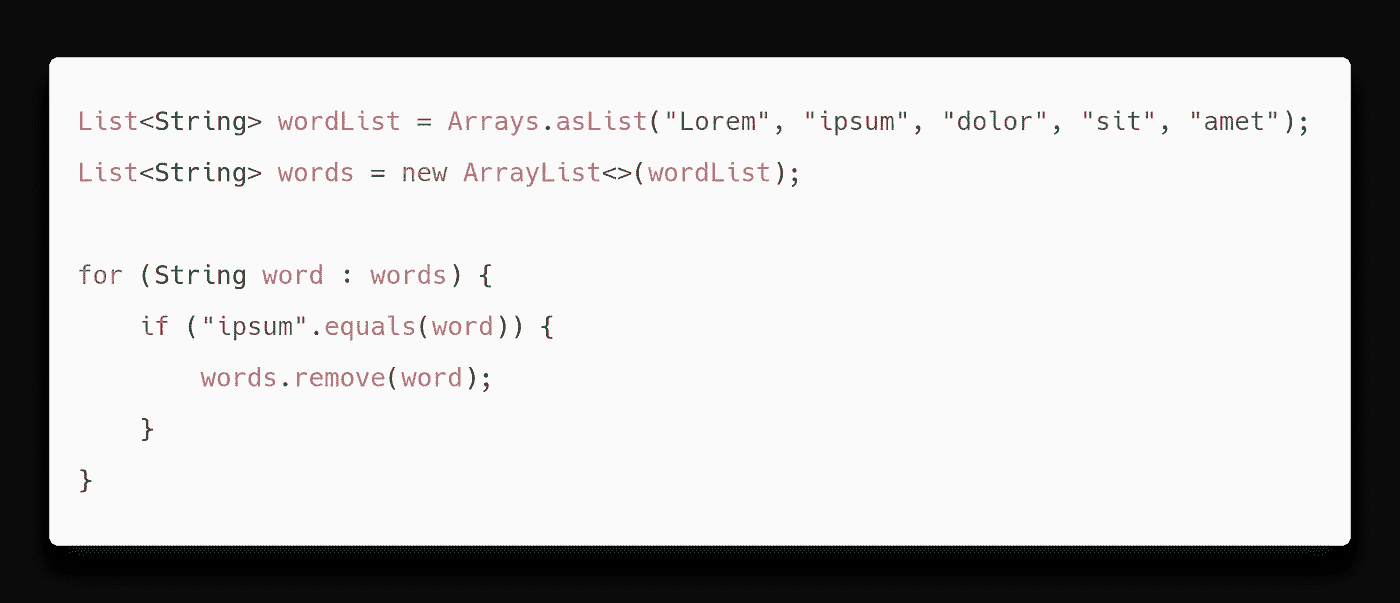 List<String> wordList = Arrays.asList("Lorem", "ipsum", "dolor", "sit", "amet");
List<String> words = new ArrayList<>(wordList);
for (String word : words) {
    if ("ipsum".equals(word)) {
        words.remove(word);
    }
}